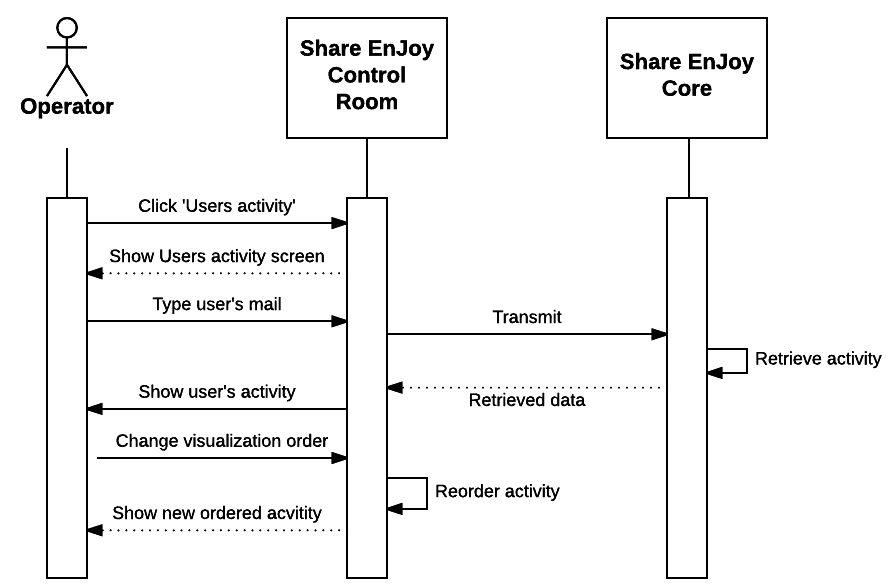 Operator
Share EnJoy
Control
Room
Share EnJoy
Core
Click 'Users activity'
Show Users activity screen
Type user's mail
Transmit
Retrieve activity
Show user's activity
Retrieved data
Change visualization order
Reorder activity
Show new ordered acvitity